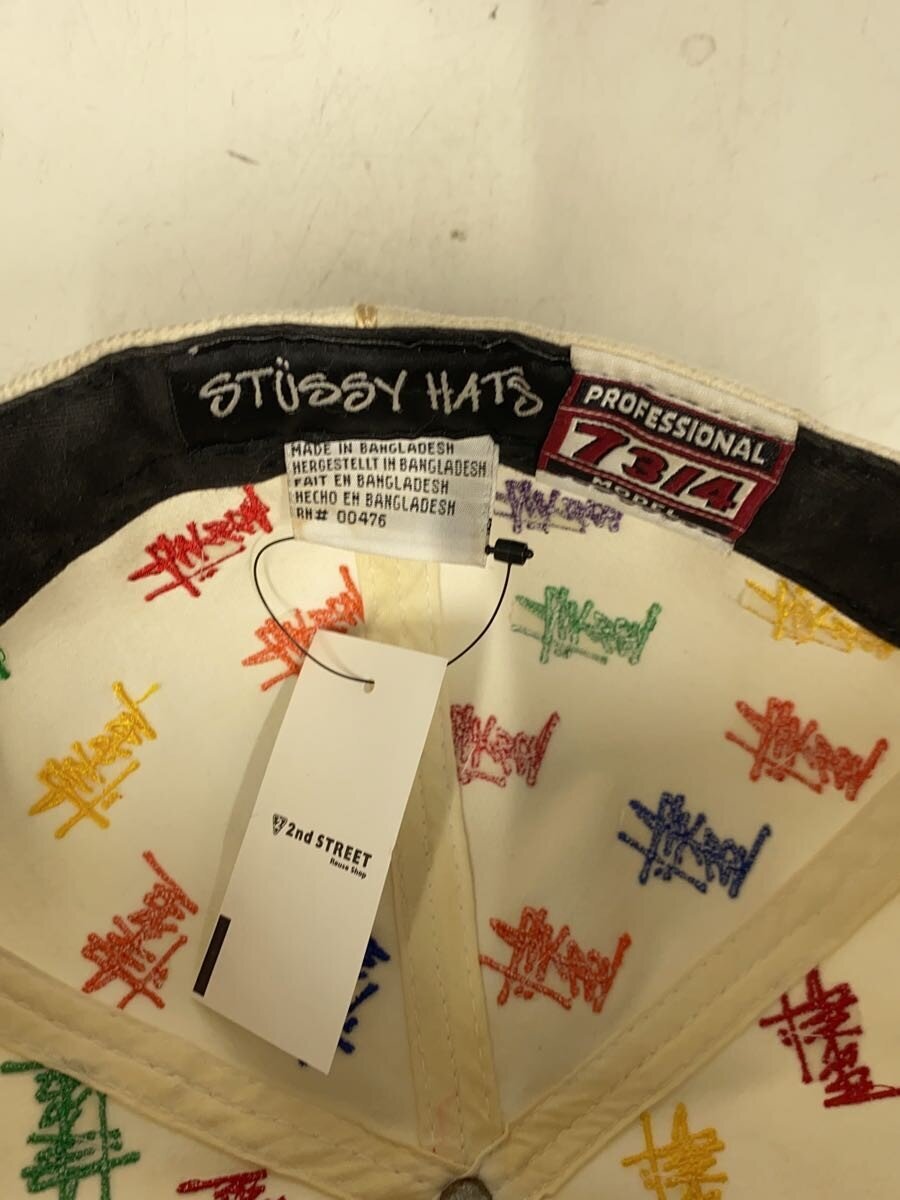 STÜSSY HATS
PROFESSIONAL
7 3/4
MODEL
MADE IN BANGLADESH
HERGESTELLT IN BANGLADESH
FAIT EN BANGLADESH
HECHO EN BANGLADESH
RN# 00476
2nd STREET
Reuse Shop